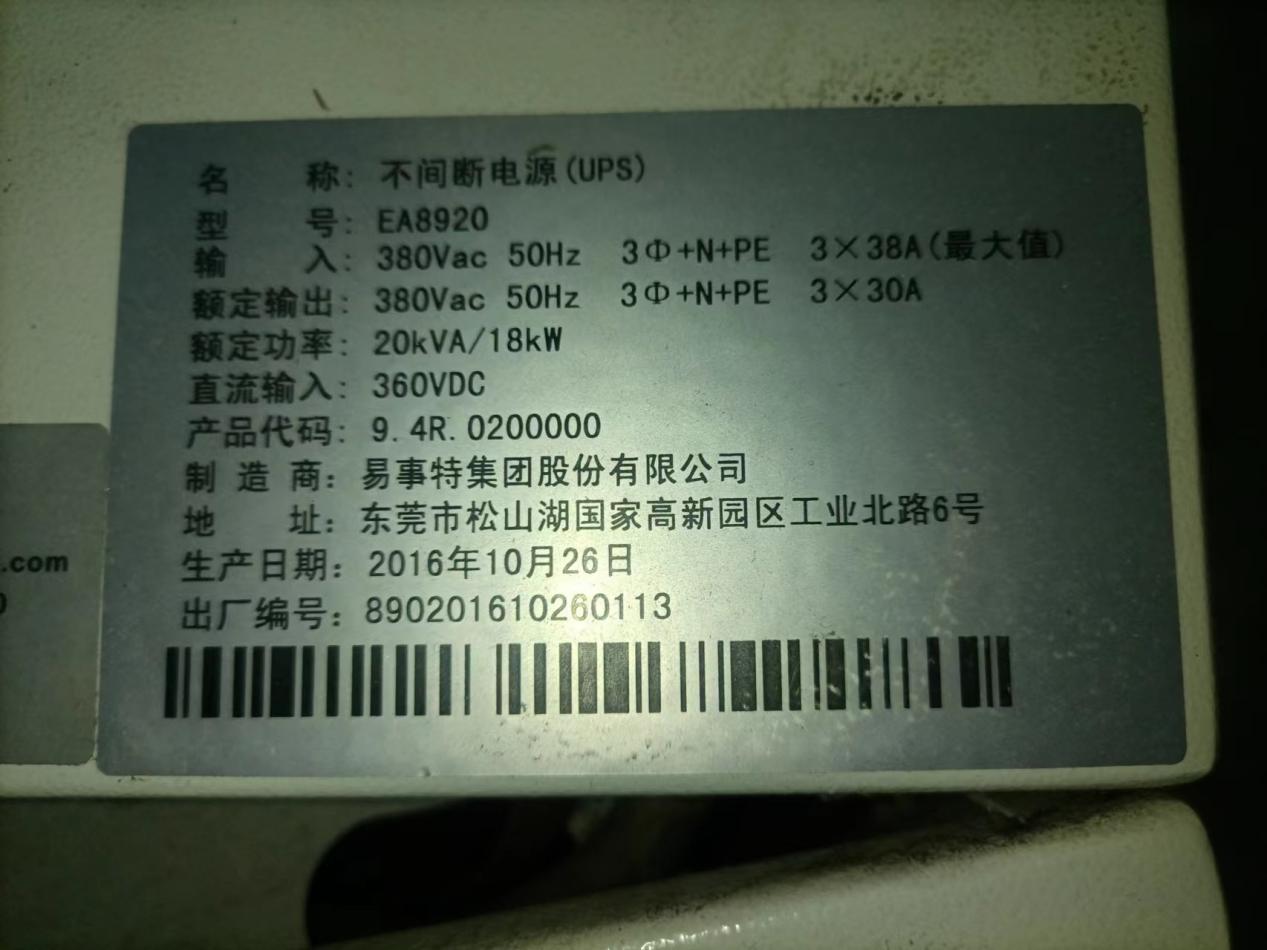 名 称: 不间断电源(UPS)
型 号: EA8920
输 入: 380Vac 50Hz 3Φ+N+PE 3×38A(最大值)
额定输出: 380Vac 50Hz 3Φ+N+PE 3×30A
额定功率: 20kVA/18kW
直流输入: 360VDC
产品代码: 9.4R.0200000
制 造 商: 易事特集团股份有限公司
地 址: 东莞市松山湖国家高新园区工业北路6号
生产日期: 2016年10月26日
出厂编号: 890201610260113
.com